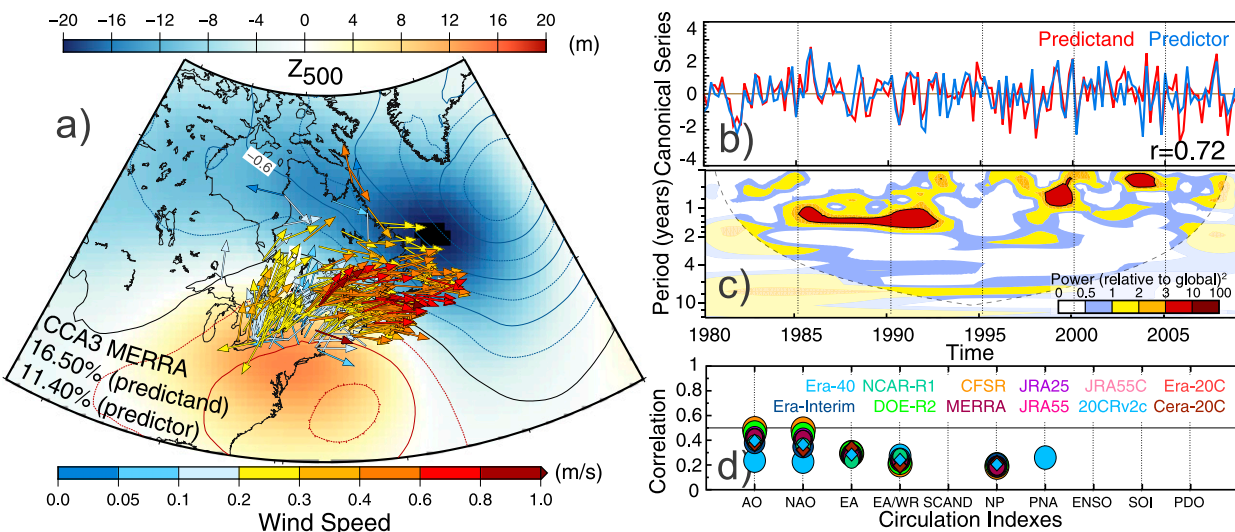 −20 −16 −12 −8 −4 0 4 8 12 16 20
(m)
Z500
a)
−0.6
CCA3 MERRA
16.50% (predictand)
11.40% (predictor)
0.0 0.05 0.1 0.2 0.3 0.4 0.6 0.8 1.0
(m/s)
Wind Speed
Canonical Series
4
2
0
−2
−4
Predictand Predictor
b)
r=0.72
Period (years)
1
2
4
10
c)
Power (relative to global)²
0 0.5 1 2 3 10 100
1980 1985 1990 1995 2000 2005
Time
Correlation
1.0
0.8
0.6
0.4
0.2
0.0
Era-40 NCAR-R1 CFSR JRA25 JRA55C Era-20C
Era-Interim DOE-R2 MERRA JRA55 20CRv2c Cera-20C
d)
AO NAO EA EA/WR SCAND NP PNA ENSO SOI PDO
Circulation Indexes